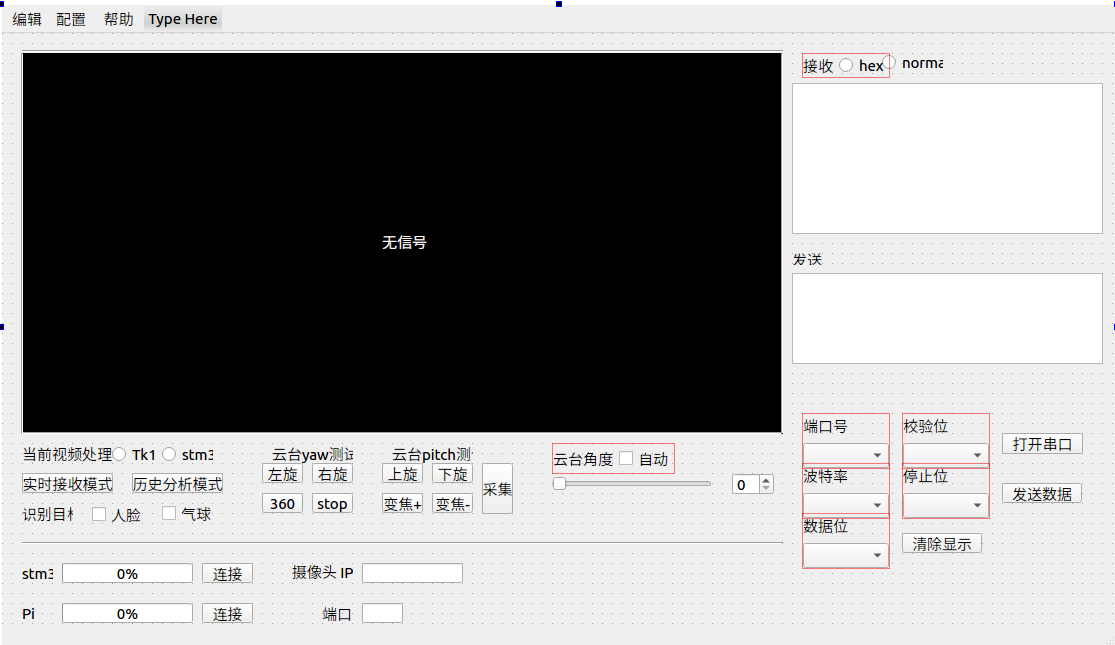 编辑 配置 帮助 Type Here
接收 hex norma
无信号
发送
端口号 校验位
打开串口
波特率 停止位
发送数据
数据位
清除显示
当前视频处理 Tk1 stm3
云台yaw测试 云台pitch测
云台角度 自动
左旋 右旋 上旋 下旋
实时接收模式 历史分析模式
采集
0
360 stop 变焦+ 变焦-
识别目标 人脸 气球
stm3 0% 连接 摄像头 IP
Pi 0% 连接 端口